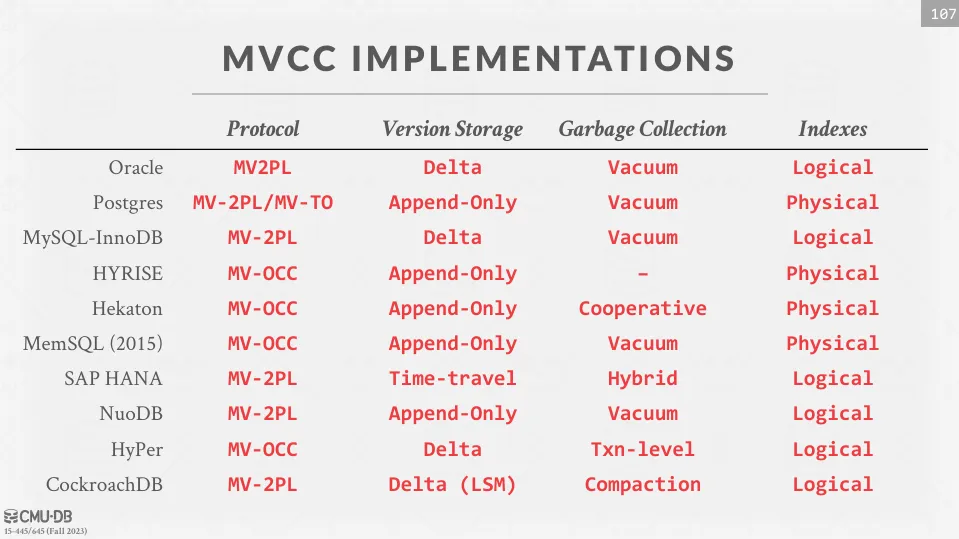 107
MVCC IMPLEMENTATIONS
Protocol Version Storage Garbage Collection Indexes
Oracle MV2PL Delta Vacuum Logical
Postgres MV-2PL/MV-TO Append-Only Vacuum Physical
MySQL-InnoDB MV-2PL Delta Vacuum Logical
HYRISE MV-OCC Append-Only – Physical
Hekaton MV-OCC Append-Only Cooperative Physical
MemSQL (2015) MV-OCC Append-Only Vacuum Physical
SAP HANA MV-2PL Time-travel Hybrid Logical
NuoDB MV-2PL Append-Only Vacuum Logical
HyPer MV-OCC Delta Txn-level Logical
CockroachDB MV-2PL Delta (LSM) Compaction Logical
CMU·DB
15-445/645 (Fall 2023)